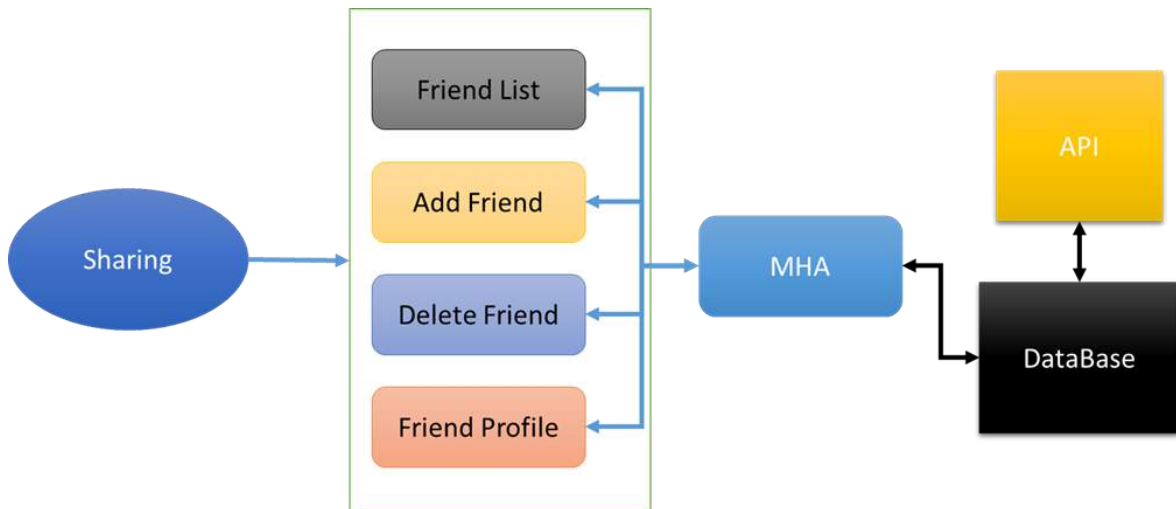 Sharing
Friend List
Add Friend
Delete Friend
Friend Profile
MHA
API
DataBase